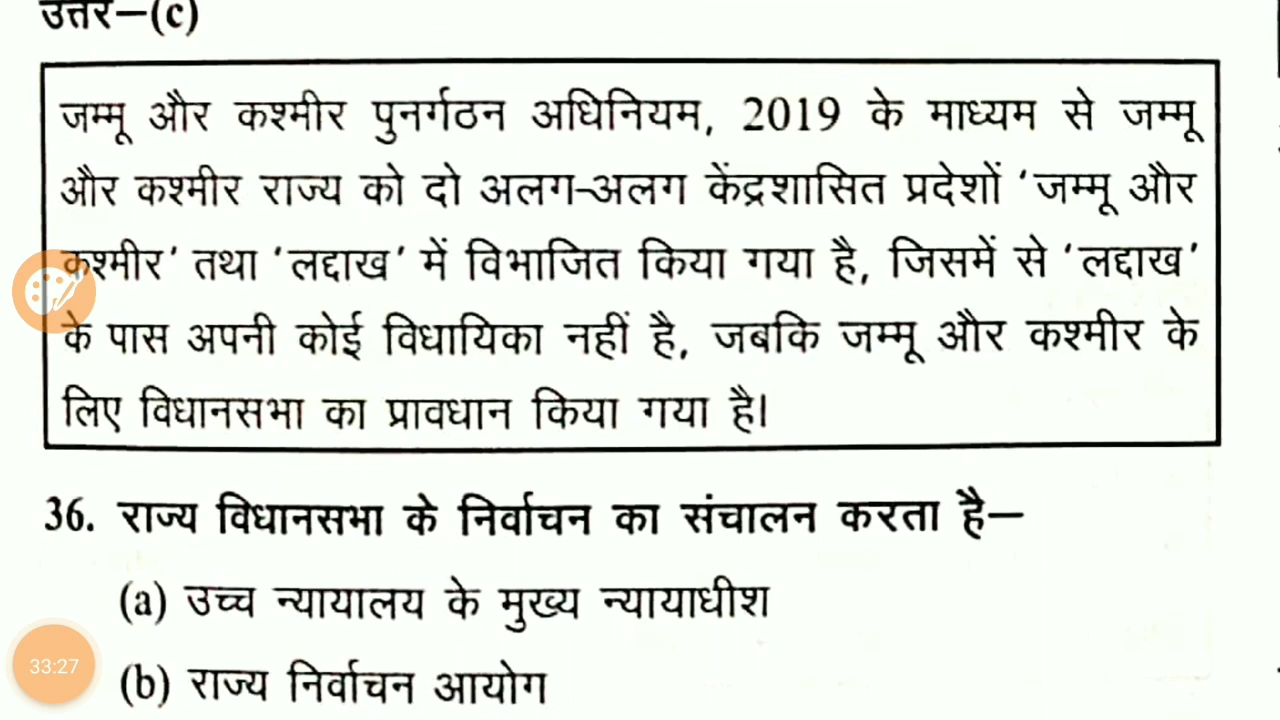 उत्तर–(c)
जम्मू और कश्मीर पुनर्गठन अधिनियम, 2019 के माध्यम से जम्मू
और कश्मीर राज्य को दो अलग-अलग केंद्रशासित प्रदेशों 'जम्मू और
कश्मीर' तथा 'लद्दाख' में विभाजित किया गया है, जिसमें से 'लद्दाख'
के पास अपनी कोई विधायिका नहीं है, जबकि जम्मू और कश्मीर के
लिए विधानसभा का प्रावधान किया गया है।
36. राज्य विधानसभा के निर्वाचन का संचालन करता है–
(a) उच्च न्यायालय के मुख्य न्यायाधीश
33:27
(b) राज्य निर्वाचन आयोग